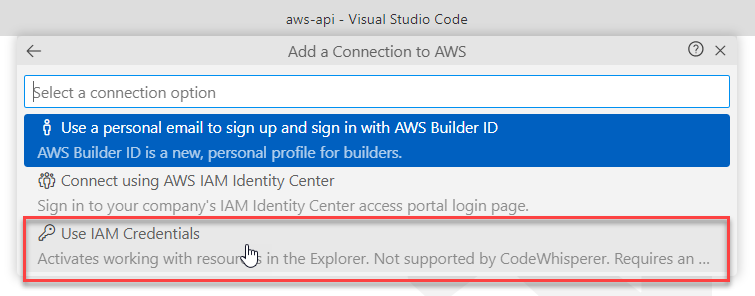 aws-api - Visual Studio Code
Add a Connection to AWS
Select a connection option
Use a personal email to sign up and sign in with AWS Builder ID
AWS Builder ID is a new, personal profile for builders.
Connect using AWS IAM Identity Center
Sign in to your company's IAM Identity Center access portal login page.
Use IAM Credentials
Activates working with resources in the Explorer. Not supported by CodeWhisperer. Requires an ...